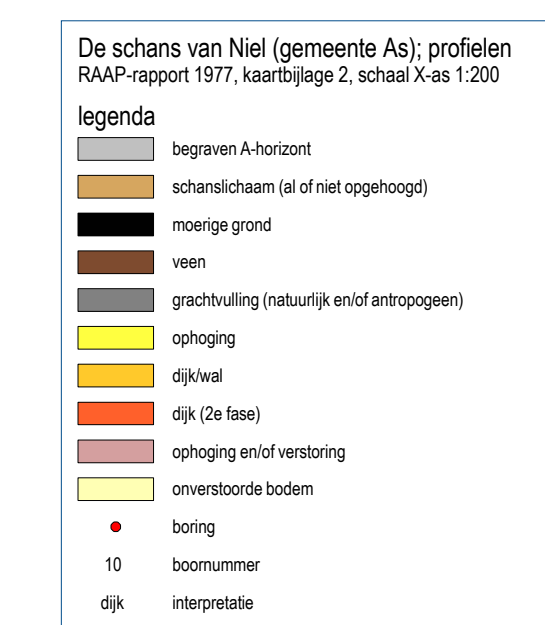 De schans van Niel (gemeente As); profielen
RAAP-rapport 1977, kaartbijlage 2, schaal X-as 1:200
legenda
begraven A-horizont
schanslichaam (al of niet opgehoogd)
moerige grond
veen
grachtvulling (natuurlijk en/of antropogeen)
ophoging
dijk/wal
dijk (2e fase)
ophoging en/of verstoring
onverstoorde bodem
boring
10 boornummer
dijk interpretatie